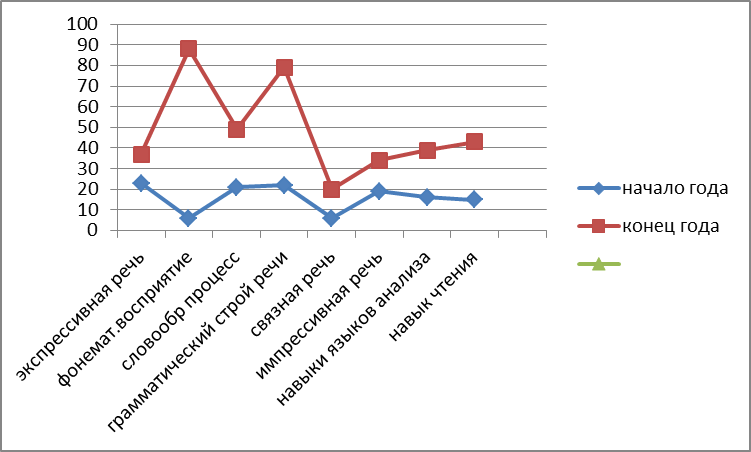 100
90
80
70
60
50
40
30
20
10
0
экспрессивная речь
фонемат.восприятие
словообр процесс
грамматический строй речи
связная речь
импрессивная речь
навыки языков анализа
навык чтения
начало года
конец года